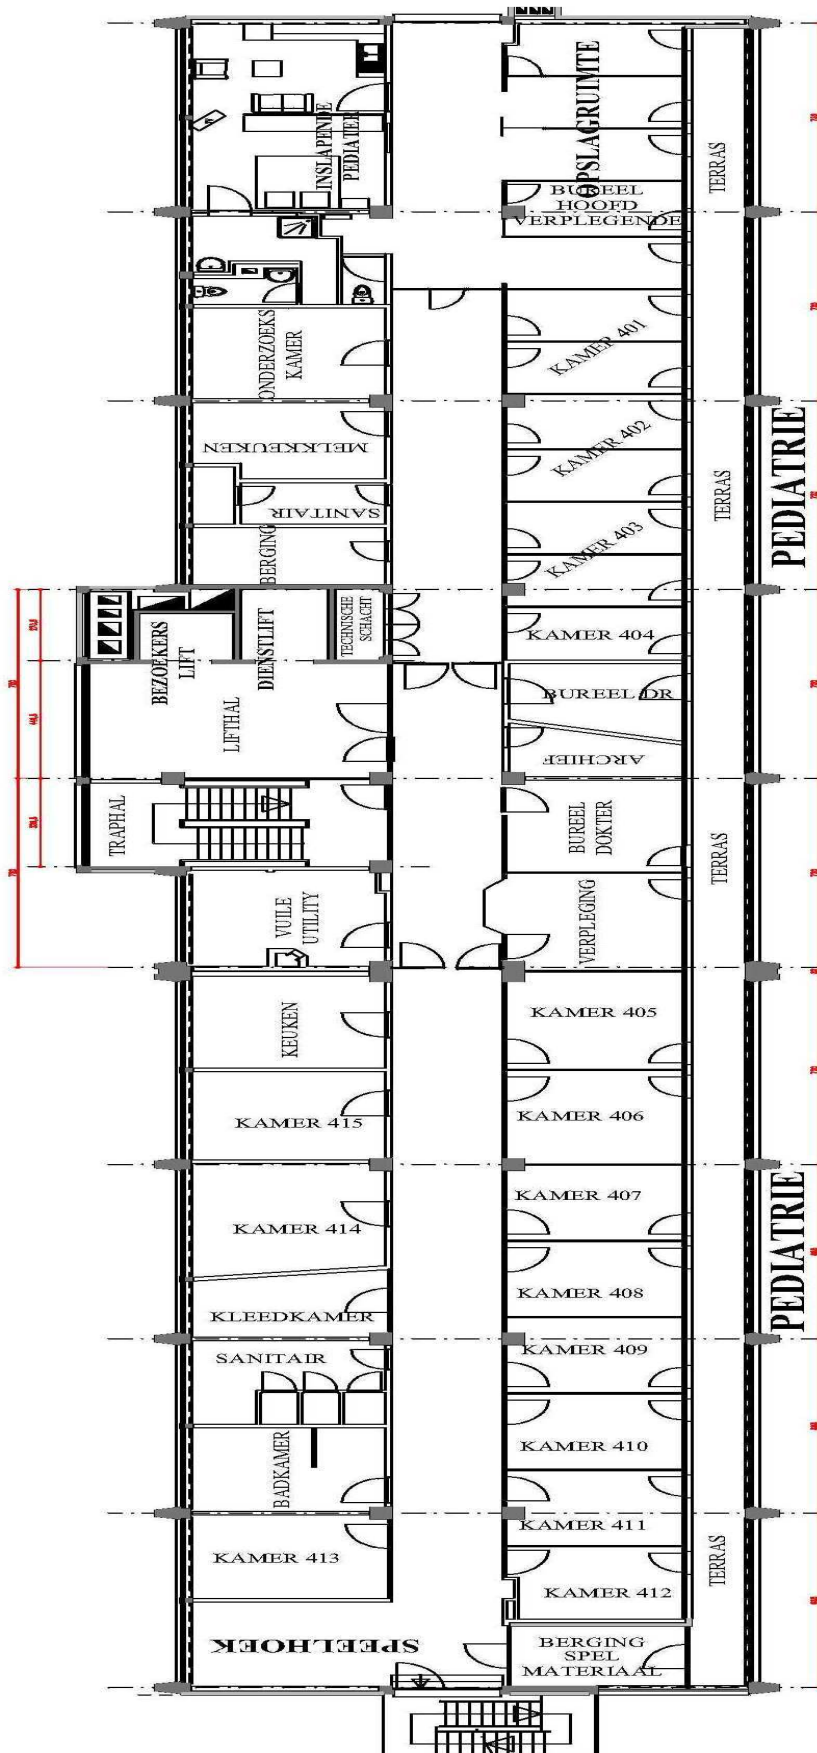 OPSLAGRUIMTE
INSLAPENDE
PEDIATER
TERRAS
BUREEL
HOOFD
VERPLEGENDE
ONDERZOEKS
KAMER
KAMER 401
MELKKEUKEN
KAMER 402
PEDIATRIE
TERRAS
SANITAIR
KAMER 403
BERGING
TECHNISCHE
SCHACHT
KAMER 404
BEZOEKERS
LIFT
DIENSTLIFT
BUREEL DR
LIFTHAL
ARCHIEF
TRAPHAL
BUREEL
DOKTER
TERRAS
VUILE
UTILITY
VERPLEGING
KEUKEN
KAMER 405
KAMER 415
KAMER 406
KAMER 414
KAMER 407
PEDIATRIE
KAMER 408
KLEEDKAMER
SANITAIR
KAMER 409
BADKAMER
KAMER 410
KAMER 411
KAMER 413
KAMER 412
TERRAS
SPEELHOEK
BERGING
SPEL
MATERIAAL